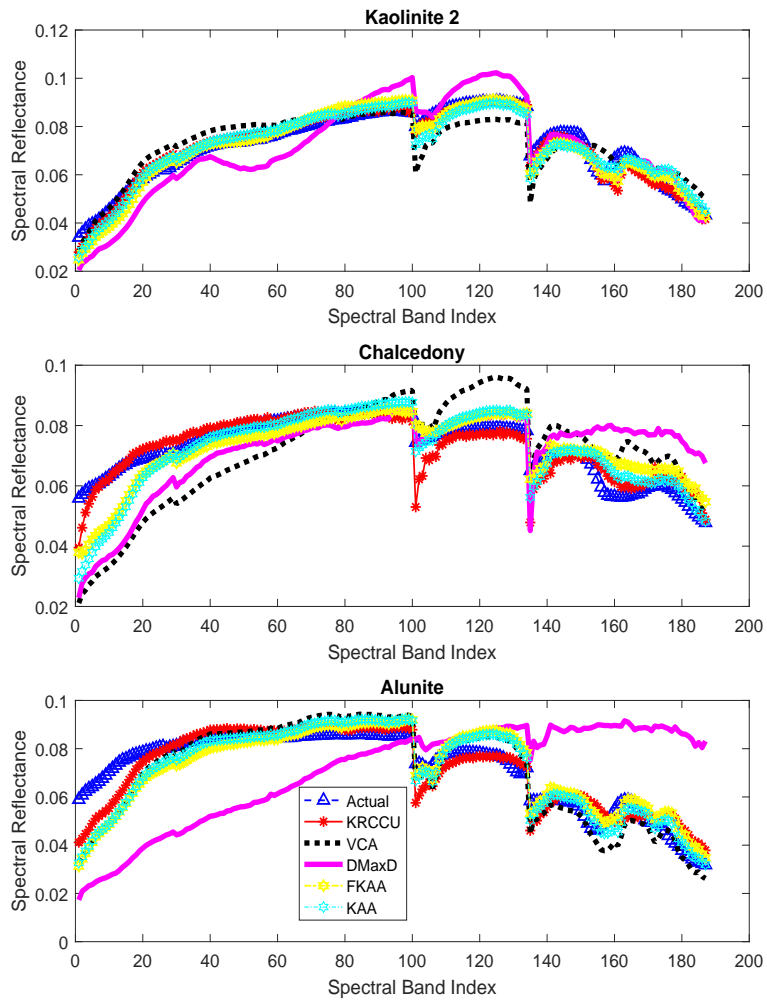 Kaolinite 2
0.12
0.1
0.08
0.06
0.04
0.02
Spectral Reflectance
0 20 40 60 80 100 120 140 160 180 200
Spectral Band Index
Chalcedony
0.1
0.08
0.06
0.04
0.02
Spectral Reflectance
0 20 40 60 80 100 120 140 160 180 200
Spectral Band Index
Alunite
0.1
0.08
0.06
0.04
0.02
0
Spectral Reflectance
Actual
KRCCU
VCA
DMaxD
FKAA
KAA
0 20 40 60 80 100 120 140 160 180 200
Spectral Band Index